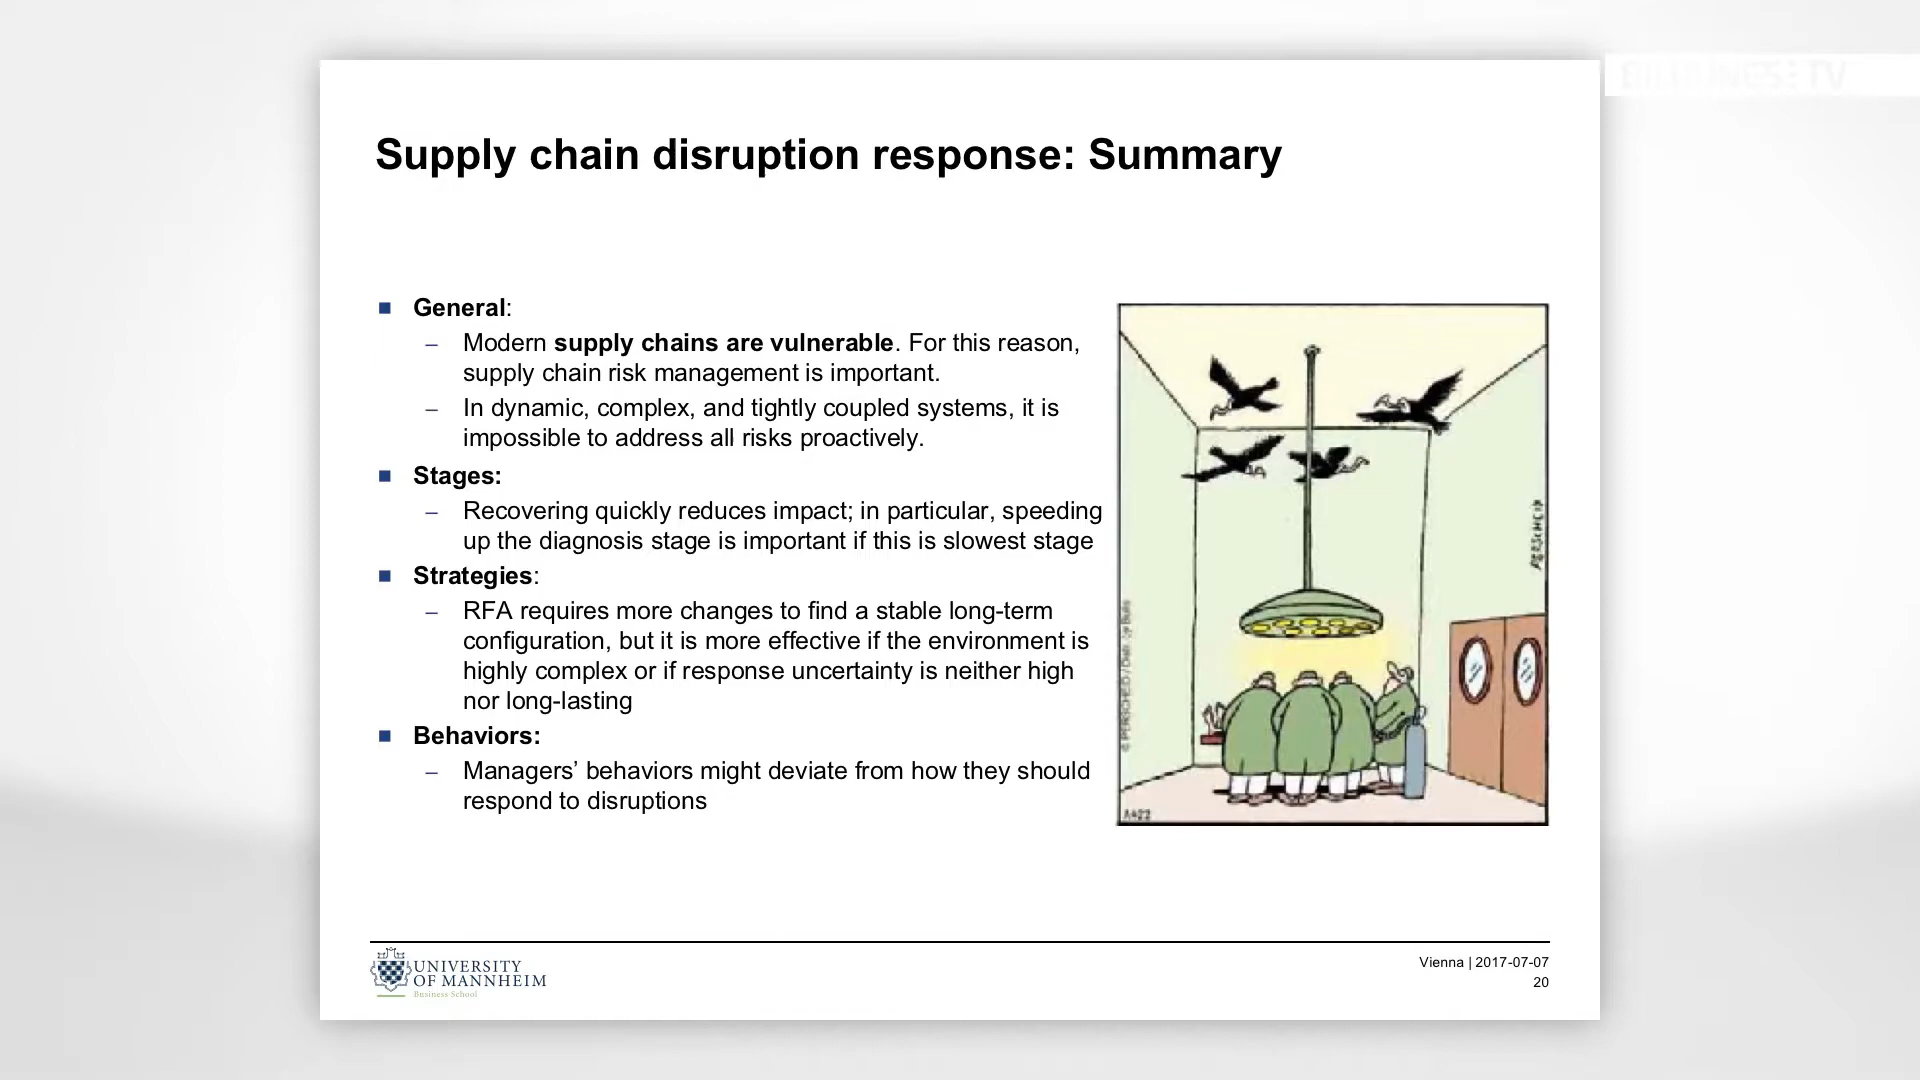 Supply chain disruption response: Summary
General:
– Modern supply chains are vulnerable. For this reason,
supply chain risk management is important.
– In dynamic, complex, and tightly coupled systems, it is
impossible to address all risks proactively.
Stages:
– Recovering quickly reduces impact; in particular, speeding
up the diagnosis stage is important if this is slowest stage
Strategies:
– RFA requires more changes to find a stable long-term
configuration, but it is more effective if the environment is
highly complex or if response uncertainty is neither high
nor long-lasting
Behaviors:
– Managers’ behaviors might deviate from how they should
respond to disruptions
PERSCHEID
© PERSCHEID / Distr.
UNIVERSITY
OF MANNHEIM
Business School
Vienna | 2017-07-07
20